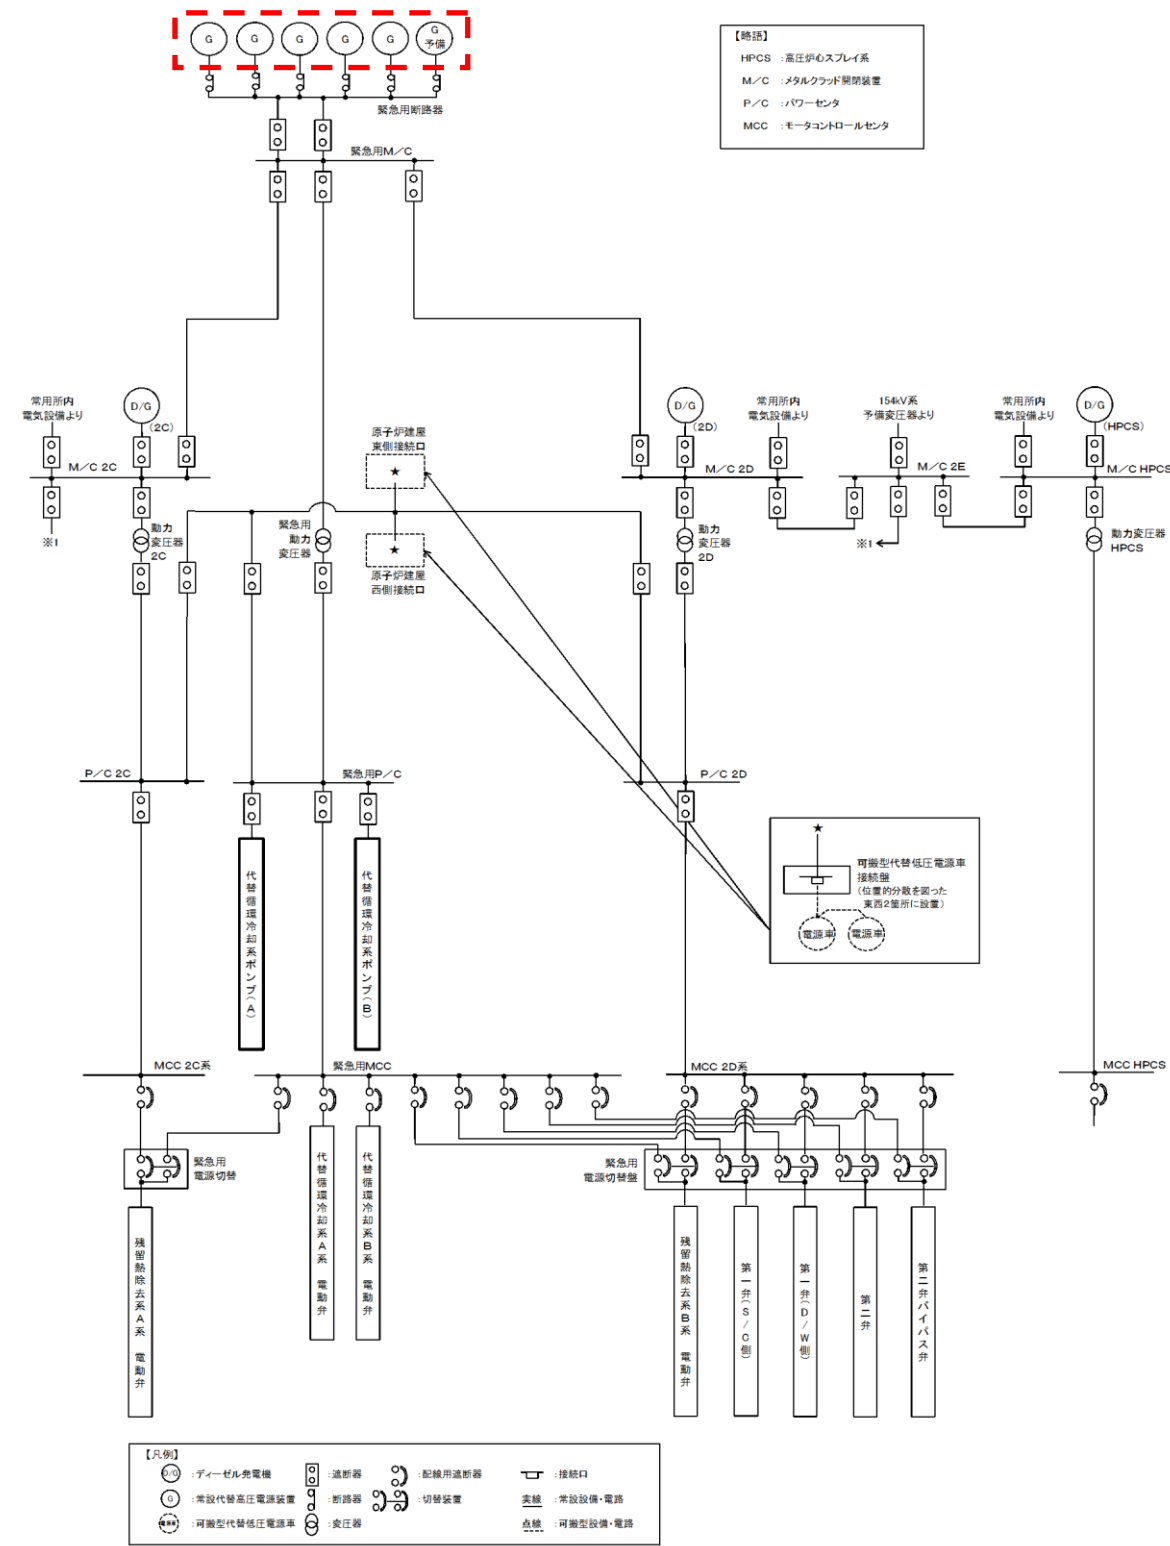 G
G
G
G
G
G
予備
緊急用断路器
【略語】
HPCS :高圧炉心スプレイ系
M/C :メタルクラッド開閉装置
P/C :パワーセンタ
MCC :モータコントロールセンタ
緊急用M/C
常用所内
電気設備より
D/G
(2C)
M/C 2C
※1
動力
変圧器
2C
緊急用
動力
変圧器
原子炉建屋
東側接続口
★
★
原子炉建屋
西側接続口
D/G
(2D)
M/C 2D
動力
変圧器
2D
常用所内
電気設備より
154kV系
予備変圧器より
M/C 2E
※1
常用所内
電気設備より
D/G
(HPCS)
M/C HPCS
動力変圧器
HPCS
P/C 2C
緊急用P/C
P/C 2D
代替循環冷却系ポンプ(A)
代替循環冷却系ポンプ(B)
★
可搬型代替低圧電源車
接続盤
(位置的分散を図った
東西2箇所に設置)
電源車
電源車
MCC 2C系
緊急用MCC
MCC 2D系
MCC HPCS
緊急用
電源切替
緊急用
電源切替盤
残留熱除去系A系 電動弁
代替循環冷却系A系 電動弁
代替循環冷却系B系 電動弁
残留熱除去系B系 電動弁
第一弁(S/C側)
第一弁(D/W側)
第二弁
第二弁バイパス弁
【凡例】
D/G :ディーゼル発電機
:遮断器
:配線用遮断器
:接続口
G :常設代替高圧電源装置
:断路器
:切替装置
実線 :常設設備・電路
電源車 :可搬型代替低圧電源車
:変圧器
点線 :可搬型設備・電路